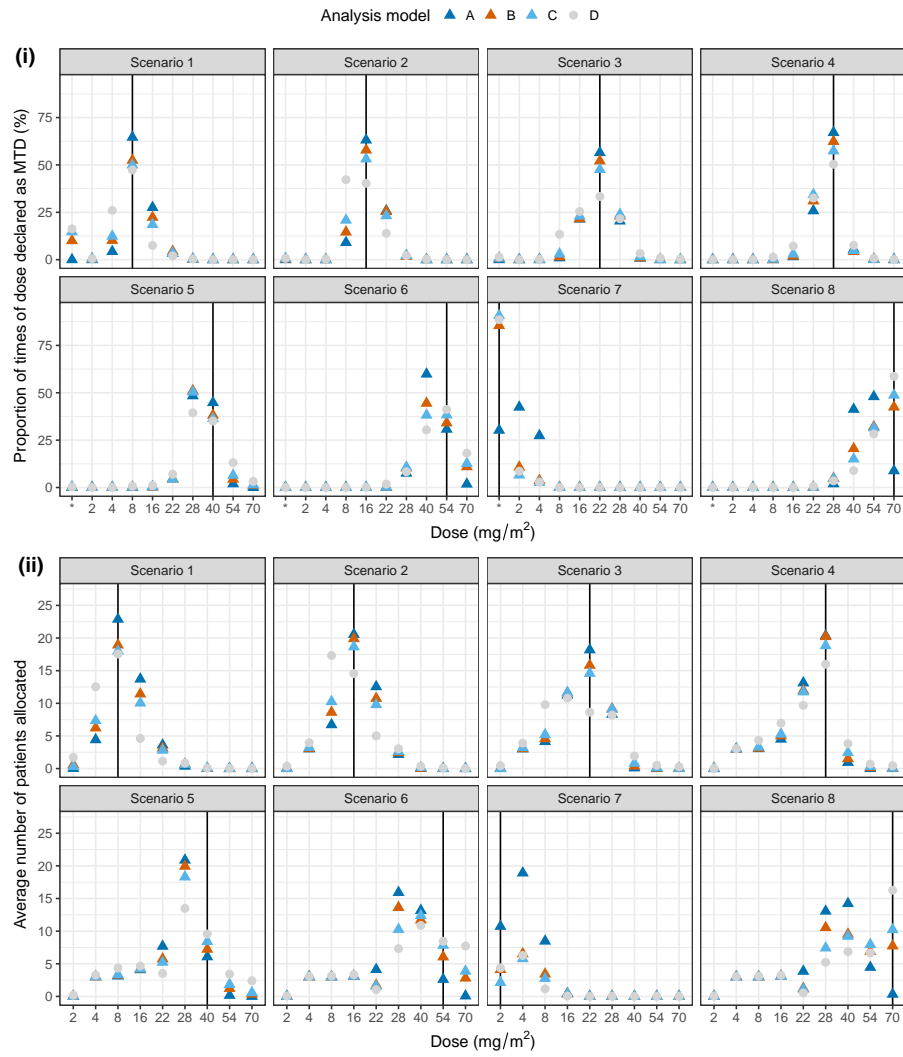 Analysis model A B C D
(i)
Scenario 1 Scenario 2 Scenario 3 Scenario 4
75
50
25
0
Scenario 5 Scenario 6 Scenario 7 Scenario 8
75
50
25
0
* 2 4 8 16 22 28 40 54 70 * 2 4 8 16 22 28 40 54 70 * 2 4 8 16 22 28 40 54 70 * 2 4 8 16 22 28 40 54 70
Proportion of times of dose declared as MTD (%)
Dose (mg/m²)
(ii)
Scenario 1 Scenario 2 Scenario 3 Scenario 4
25
20
15
10
5
0
Scenario 5 Scenario 6 Scenario 7 Scenario 8
25
20
15
10
5
0
2 4 8 16 22 28 40 54 70 2 4 8 16 22 28 40 54 70 2 4 8 16 22 28 40 54 70 2 4 8 16 22 28 40 54 70
Average number of patients allocated
Dose (mg/m²)